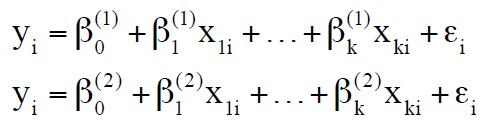 yᵢ = β₀⁽¹⁾ + β₁⁽¹⁾x₁ᵢ + ... + βₖ⁽¹⁾xₖᵢ + εᵢ
yᵢ = β₀⁽²⁾ + β₁⁽²⁾x₁ᵢ + ... + βₖ⁽²⁾xₖᵢ + εᵢ